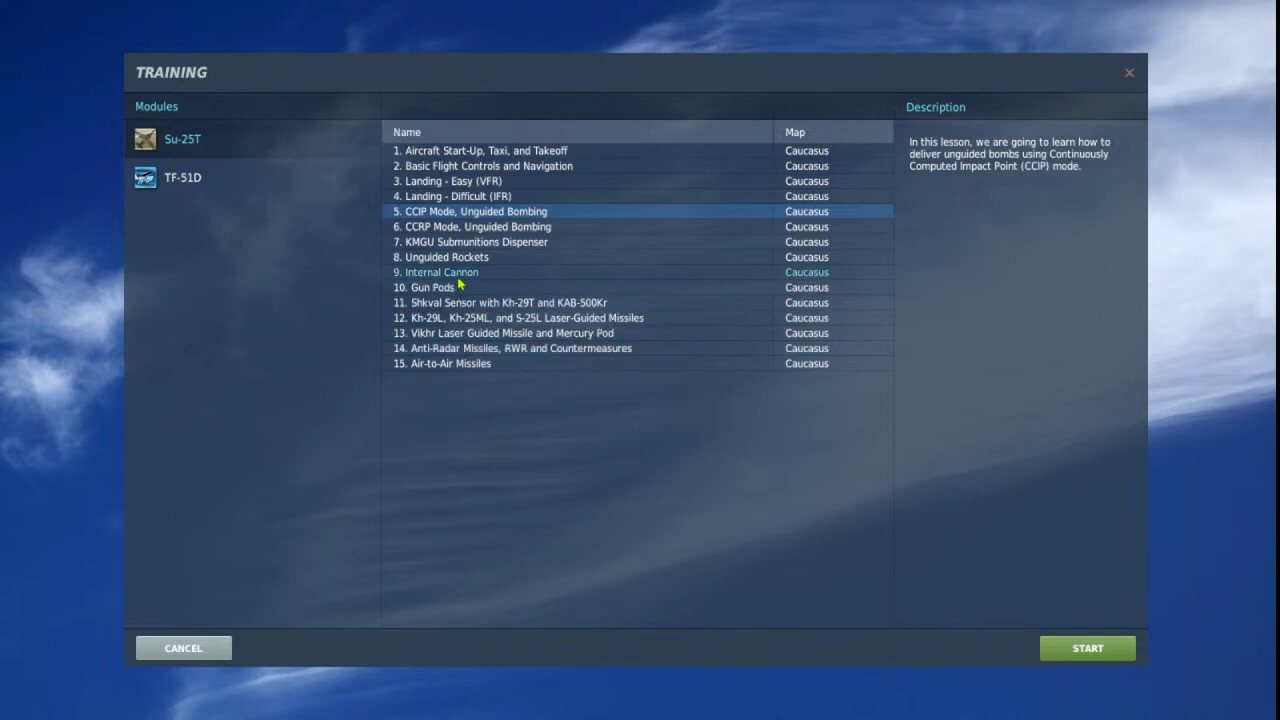 TRAINING
Modules
Su-25T
TF-51D
Name Map
1. Aircraft Start-Up, Taxi, and Takeoff Caucasus
2. Basic Flight Controls and Navigation Caucasus
3. Landing - Easy (VFR) Caucasus
4. Landing - Difficult (IFR) Caucasus
5. CCIP Mode, Unguided Bombing Caucasus
6. CCRP Mode, Unguided Bombing Caucasus
7. KMGU Submunitions Dispenser Caucasus
8. Unguided Rockets Caucasus
9. Internal Cannon Caucasus
10. Gun Pods Caucasus
11. Shkval Sensor with Kh-29T and KAB-500Kr Caucasus
12. Kh-29L, Kh-25ML, and S-25L Laser-Guided Missiles Caucasus
13. Vikhr Laser Guided Missile and Mercury Pod Caucasus
14. Anti-Radar Missiles, RWR and Countermeasures Caucasus
15. Air-to-Air Missiles Caucasus
Description
In this lesson, we are going to learn how to
deliver unguided bombs using Continuously
Computed Impact Point (CCIP) mode.
CANCEL
START